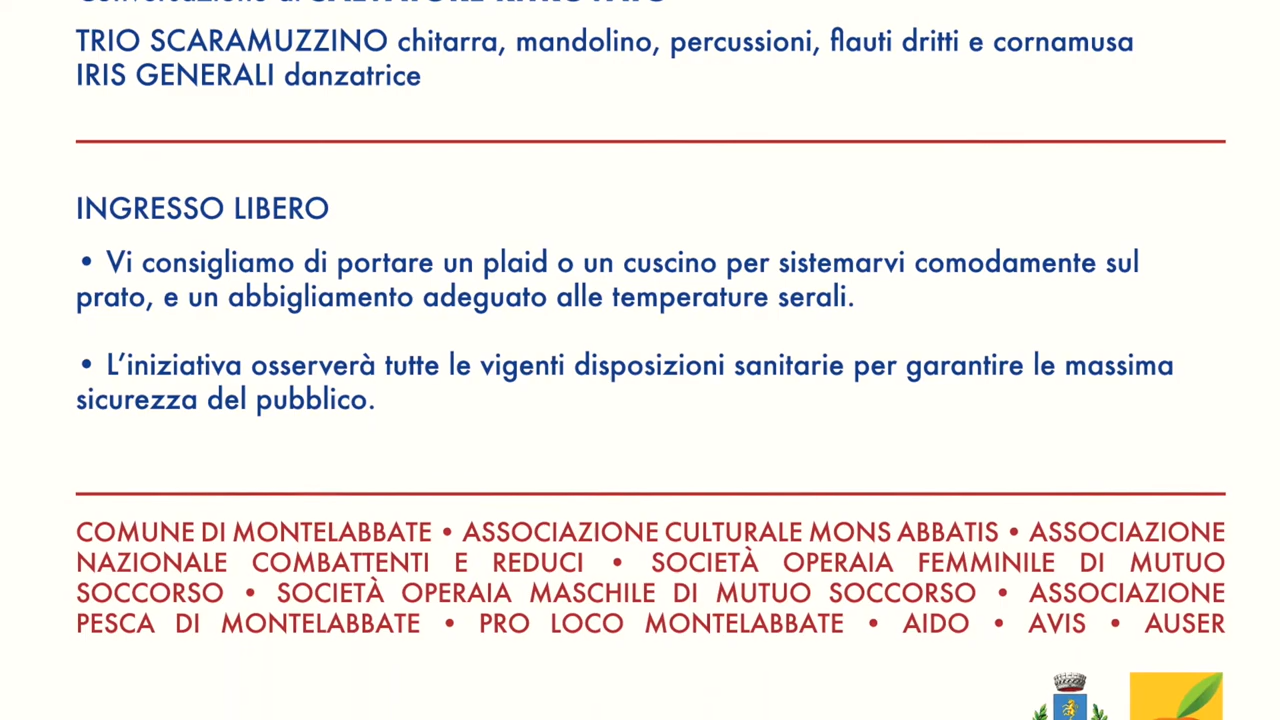 TRIO SCARAMUZZINO chitarra, mandolino, percussioni, flauti dritti e cornamusa
IRIS GENERALI danzatrice
INGRESSO LIBERO
• Vi consigliamo di portare un plaid o un cuscino per sistemarvi comodamente sul
prato, e un abbigliamento adeguato alle temperature serali.
• L’iniziativa osserverà tutte le vigenti disposizioni sanitarie per garantire le massima
sicurezza del pubblico.
COMUNE DI MONTELABBATE • ASSOCIAZIONE CULTURALE MONS ABBATIS • ASSOCIAZIONE
NAZIONALE COMBATTENTI E REDUCI • SOCIETÀ OPERAIA FEMMINILE DI MUTUO
SOCCORSO • SOCIETÀ OPERAIA MASCHILE DI MUTUO SOCCORSO • ASSOCIAZIONE
PESCA DI MONTELABBATE • PRO LOCO MONTELABBATE • AIDO • AVIS • AUSER